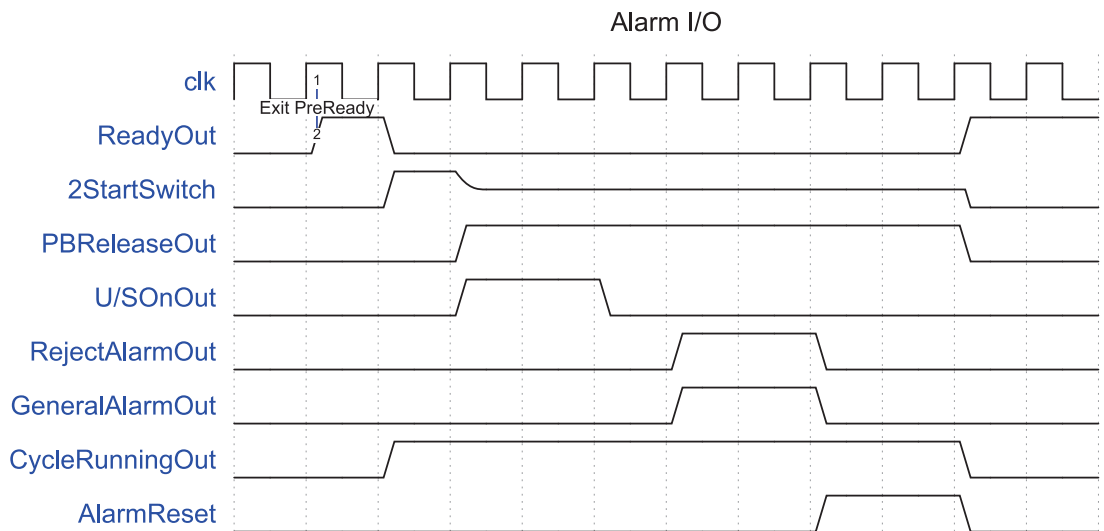 Alarm I/O
clk
1
Exit PreReady
2
ReadyOut
2StartSwitch
PBReleaseOut
U/SOnOut
RejectAlarmOut
GeneralAlarmOut
CycleRunningOut
AlarmReset